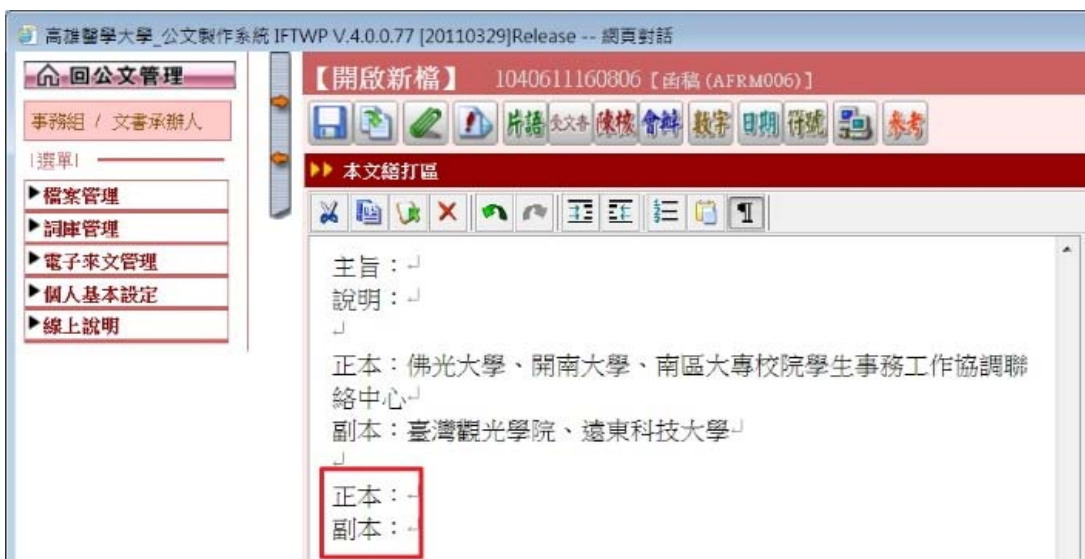 高雄醫學大學_公文製作系統 IFTWP V.4.0.0.77 [20110329]Release -- 網頁對話
回公文管理
事務組 / 文書承辦人
|選單|
檔案管理
詞庫管理
電子來文管理
個人基本設定
線上說明
【開啟新檔】 1040611160806【函稿(AFRM006)】
片語 受文者 陳核 會辦 數字 日期 符號 參考
本文繕打區
主旨：
說明：
正本：佛光大學、開南大學、南區大專校院學生事務工作協調聯
絡中心
副本：臺灣觀光學院、遠東科技大學
正本：
副本：